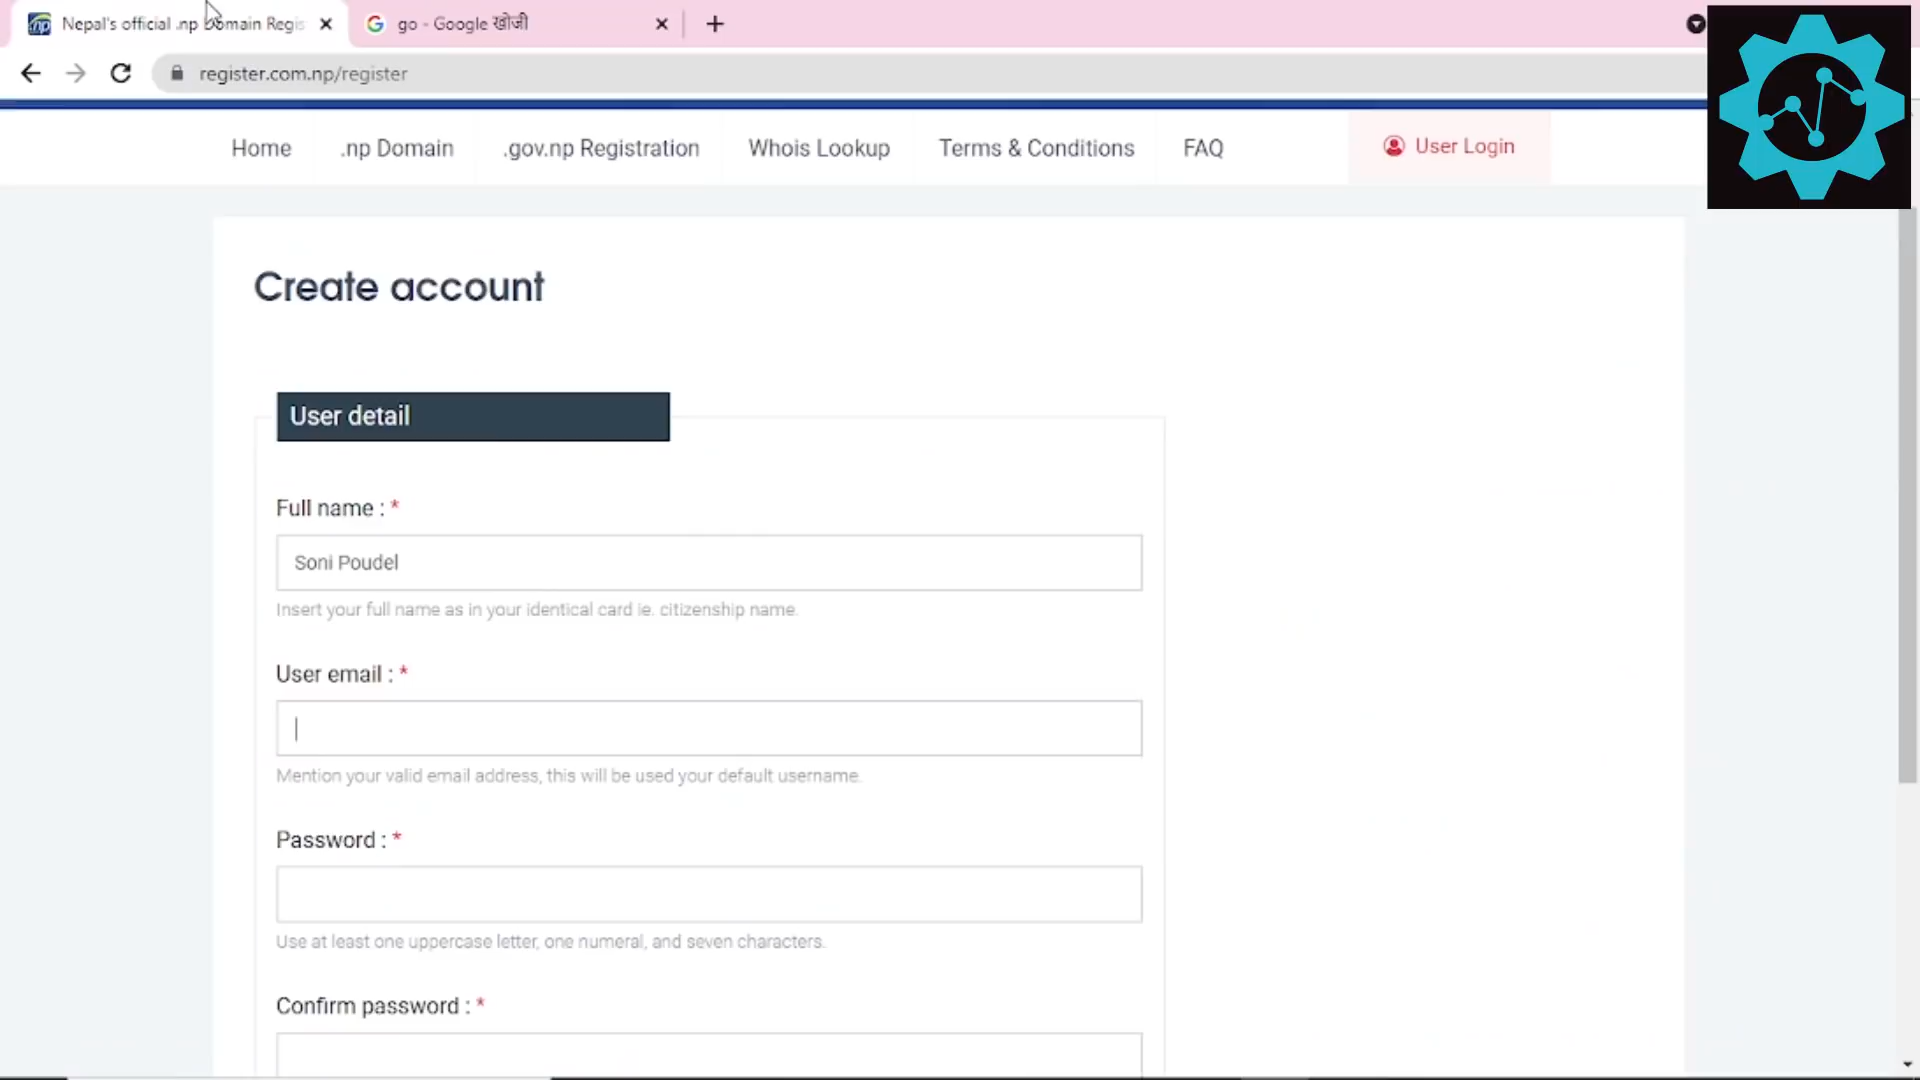 Nepal's official .np Domain Regis
go - Google खोजी
register.com.np/register
Home
.np Domain
.gov.np Registration
Whois Lookup
Terms & Conditions
FAQ
User Login
Create account
User detail
Full name : *
Soni Poudel
Insert your full name as in your identical card ie. citizenship name.
User email : *
Mention your valid email address, this will be used your default username.
Password : *
Use at least one uppercase letter, one numeral, and seven characters.
Confirm password : *